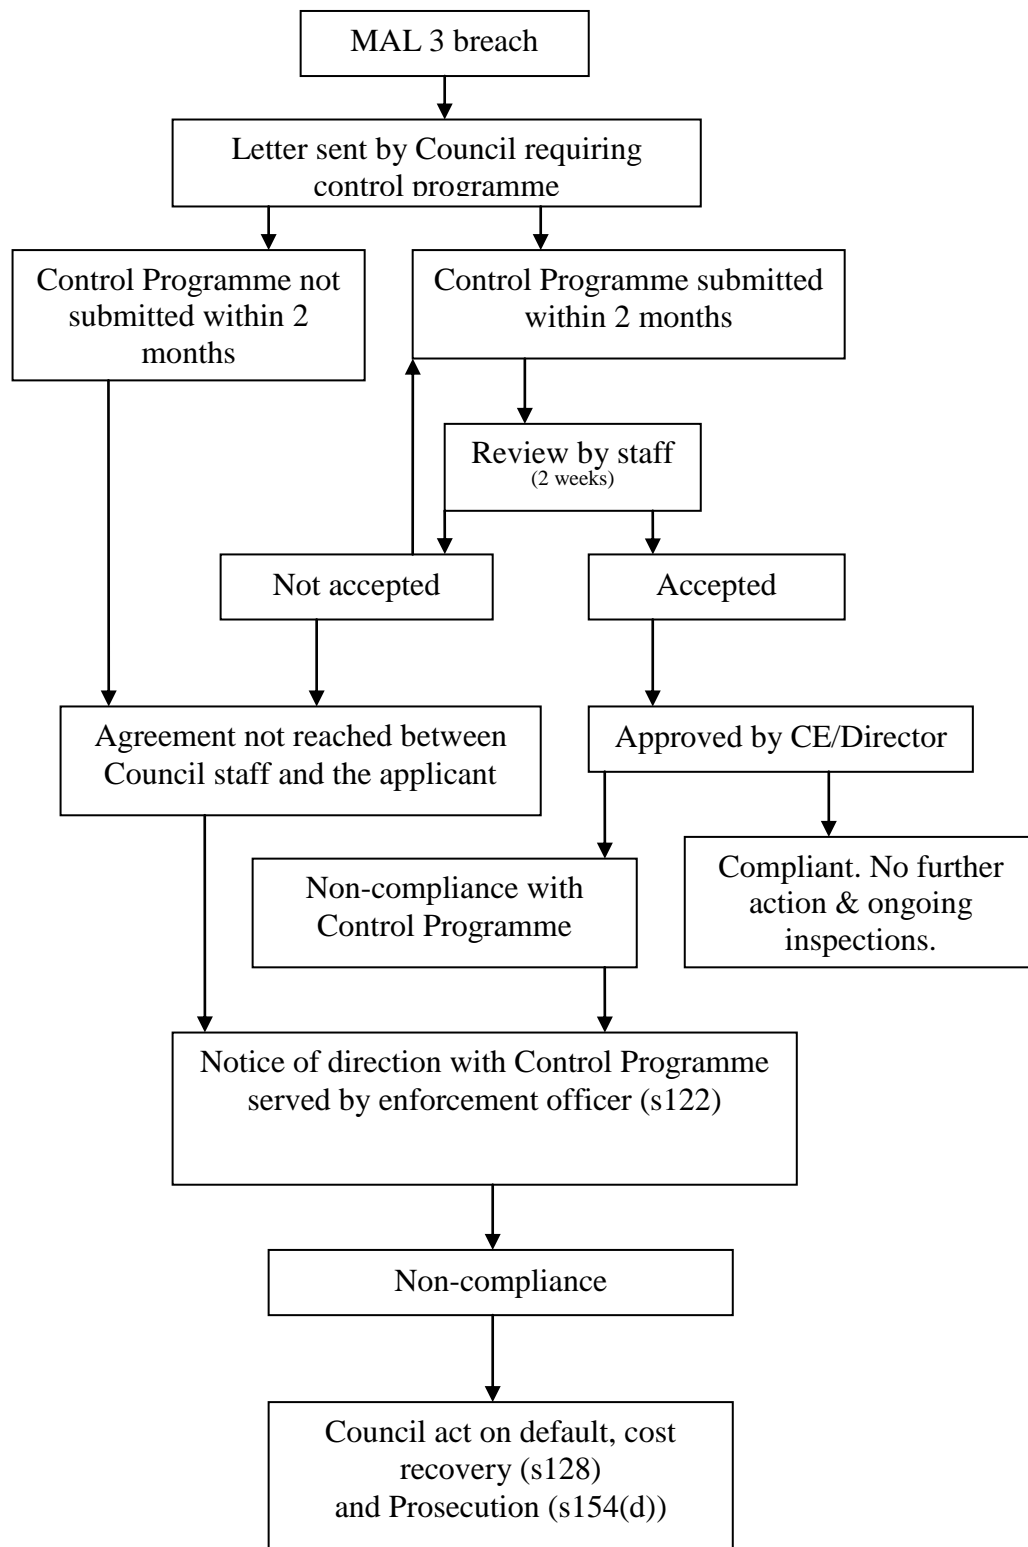 MAL 3 breach
Letter sent by Council requiring
control programme
Control Programme not
submitted within 2
months
Control Programme submitted
within 2 months
Review by staff
(2 weeks)
Not accepted
Accepted
Agreement not reached between
Council staff and the applicant
Approved by CE/Director
Non-compliance with
Control Programme
Compliant. No further
action & ongoing
inspections.
Notice of direction with Control Programme
served by enforcement officer (s122)
Non-compliance
Council act on default, cost
recovery (s128)
and Prosecution (s154(d))